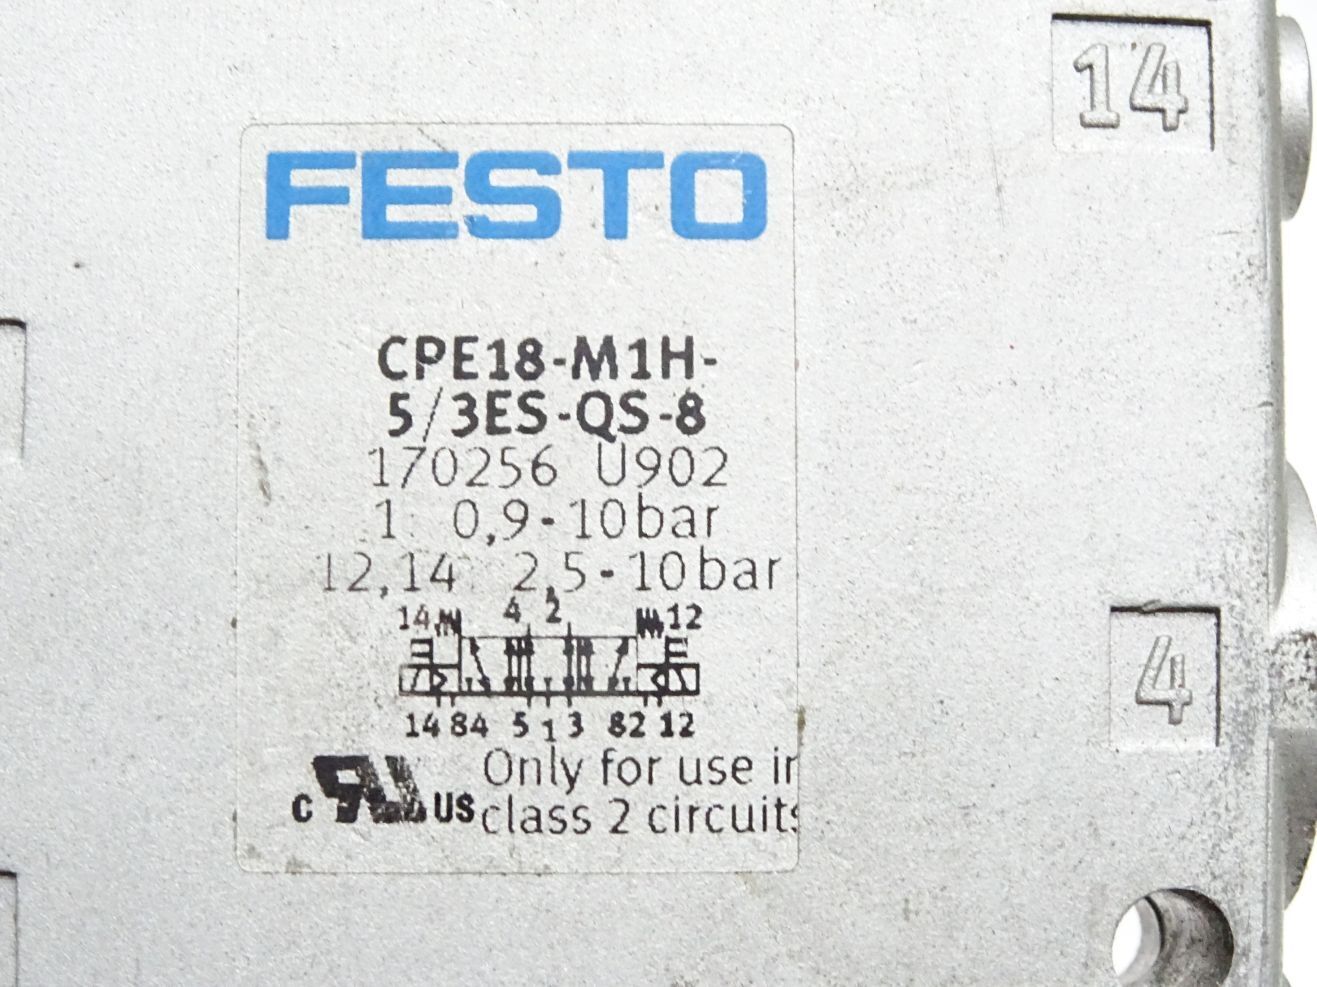 14
FESTO
CPE18-M1H-
5/3ES-QS-8
170256 U902
1: 0,9-10bar
12,14: 2,5-10bar
14 4 2 12
4
14 84 5 1 3 82 12
Only for use in
c US class 2 circuits